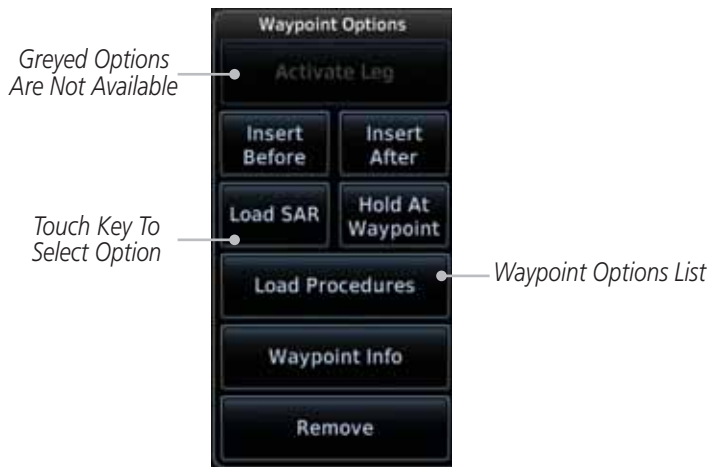 Waypoint Options
Greyed Options
Are Not Available
Activate Leg
Insert
Before
Insert
After
Touch Key To
Select Option
Load SAR
Hold At
Waypoint
Load Procedures
Waypoint Options List
Waypoint Info
Remove